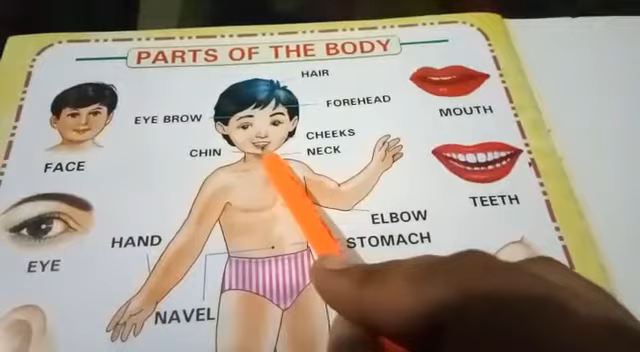 PARTS OF THE BODY
HAIR
FOREHEAD
EYE BROW
CHEEKS
CHIN
NECK
MOUTH
FACE
TEETH
ELBOW
STOMACH
HAND
EYE
NAVEL